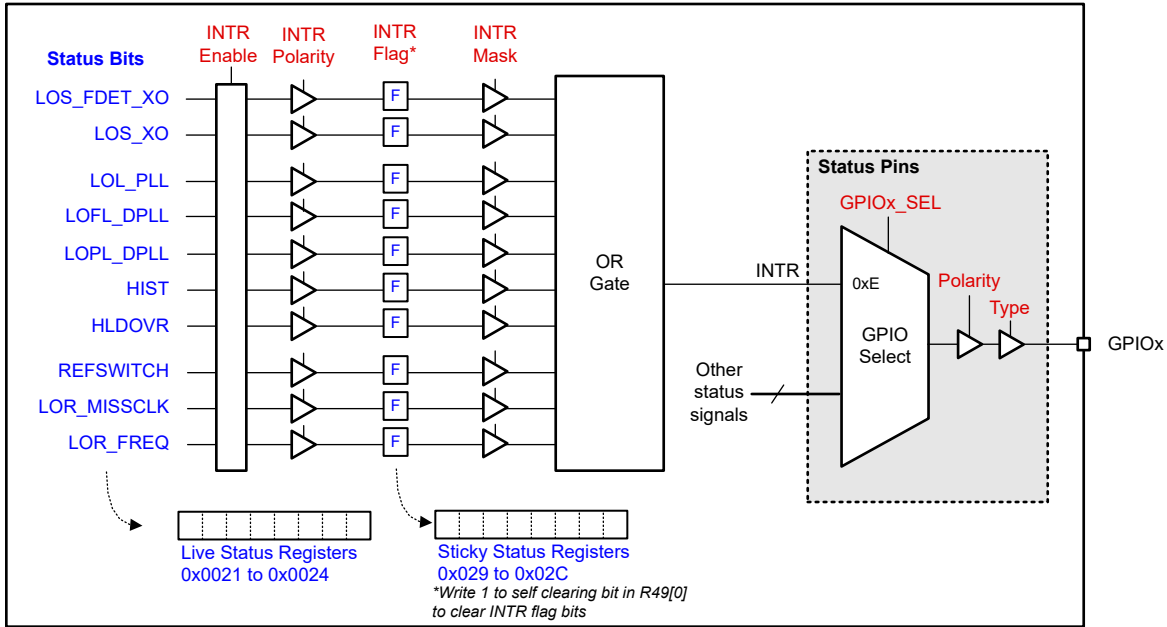 Status Bits
INTR
Enable
INTR
Polarity
INTR
Flag*
INTR
Mask
LOS_FDET_XO
F
LOS_XO
F
LOL_PLL
F
LOFL_DPLL
F
LOPL_DPLL
F
HIST
F
HLDOVR
F
REFSWITCH
F
LOR_MISSCLK
F
LOR_FREQ
F
OR
Gate
INTR
Status Pins
GPIOx_SEL
0xE
GPIO
Select
Polarity
Type
GPIOx
Other
status
signals
Live Status Registers
0x0021 to 0x0024
Sticky Status Registers
0x029 to 0x02C
*Write 1 to self clearing bit in R49[0]
to clear INTR flag bits